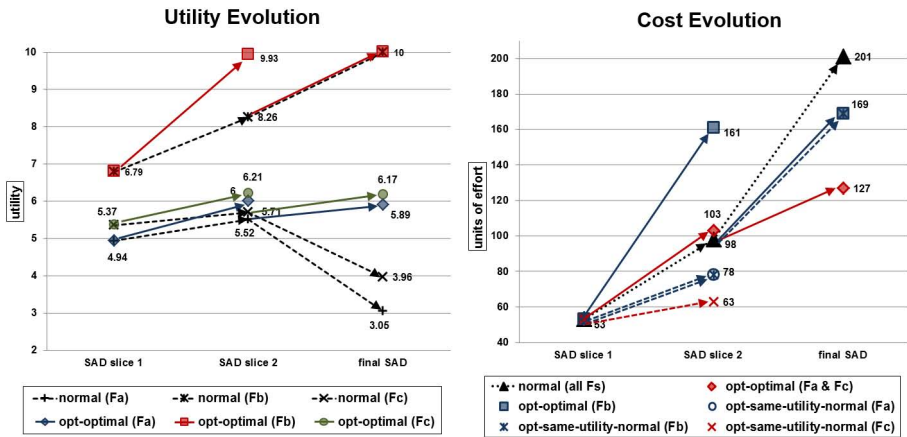 Utility Evolution
10
9
8
7
6
5
4
3
2
utility
9.93
10
8.26
6.79
6.21
6.17
6
5.37
5.71
5.89
4.94
5.52
3.96
3.05
SAD slice 1
SAD slice 2
final SAD
normal (Fa)
normal (Fb)
normal (Fc)
opt-optimal (Fa)
opt-optimal (Fb)
opt-optimal (Fc)
Cost Evolution
200
180
160
140
120
100
80
60
40
units of effort
201
169
161
127
103
98
78
63
53
SAD slice 1
SAD slice 2
final SAD
normal (all Fs)
opt-optimal (Fa & Fc)
opt-optimal (Fb)
opt-same-utility-normal (Fa)
opt-same-utility-normal (Fb)
opt-same-utility-normal (Fc)